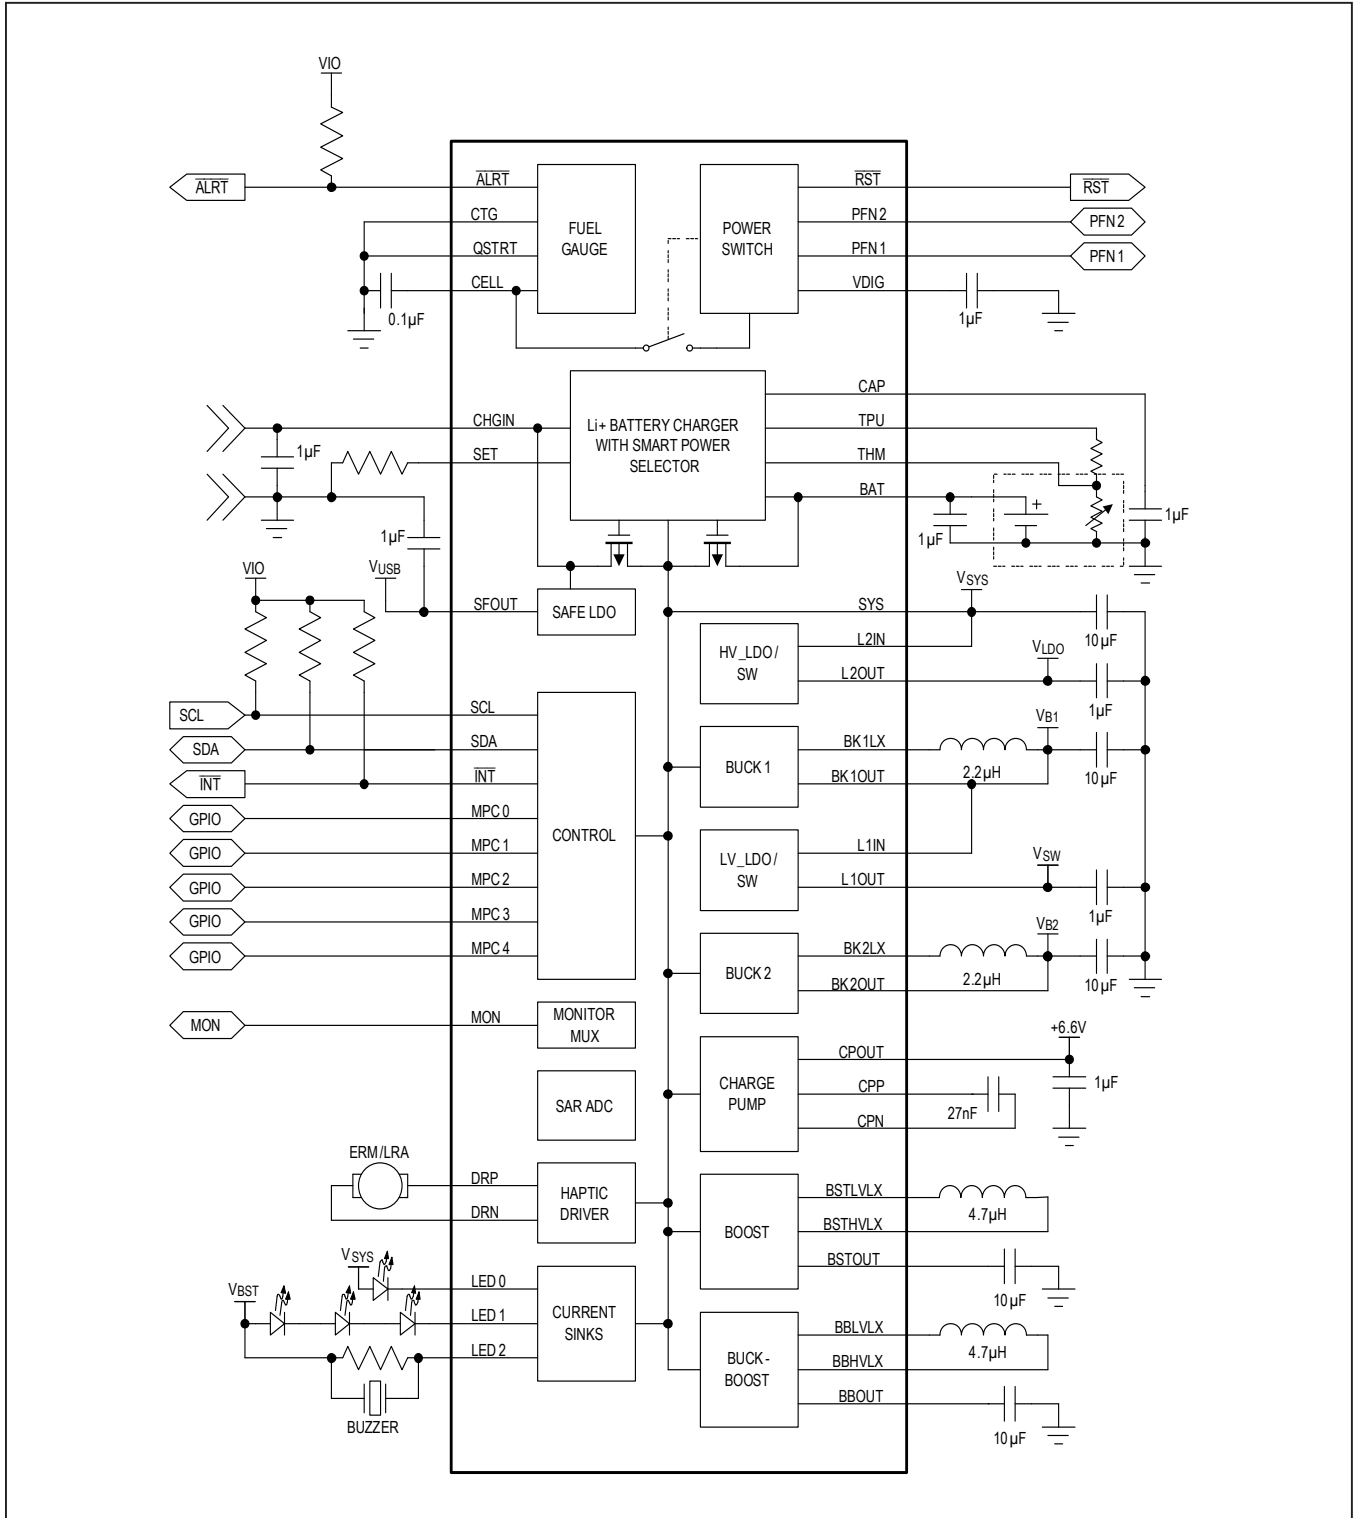 VIO
ALRT
ALRT
CTG
QSTRT
CELL
0.1µF
FUEL
GAUGE
POWER
SWITCH
RST
PFN2
PFN1
VDIG
1µF
RST
PFN2
PFN1
CHGIN
SET
1µF
1µF
Li+ BATTERY CHARGER
WITH SMART POWER
SELECTOR
CAP
TPU
THM
BAT
1µF
+
1µF
VUSB
SFOUT
SAFE LDO
VIO
SYS
VSYS
10µF
HV_LDO/
SW
L2IN
L2OUT
VLDO
1µF
SCL
SDA
INT
GPIO
GPIO
GPIO
GPIO
GPIO
SCL
SDA
INT
MPC0
MPC1
MPC2
MPC3
MPC4
CONTROL
BUCK 1
BK1LX
BK1OUT
2.2µH
VB1
10µF
LV_LDO/
SW
L1IN
L1OUT
VSW
1µF
BUCK2
BK2LX
BK2OUT
2.2µH
VB2
10µF
MON
MON
MONITOR
MUX
SAR ADC
CHARGE
PUMP
CPOUT
CPP
CPN
27nF
+6.6V
1µF
ERM/LRA
DRP
DRN
HAPTIC
DRIVER
BOOST
BSTLVLX
BSTHVLX
BSTOUT
4.7µH
10µF
VSYS
VBST
LED0
LED1
LED2
CURRENT
SINKS
BUZZER
BUCK-
BOOST
BBLVLX
BBHVLX
BBOUT
4.7µH
10µF